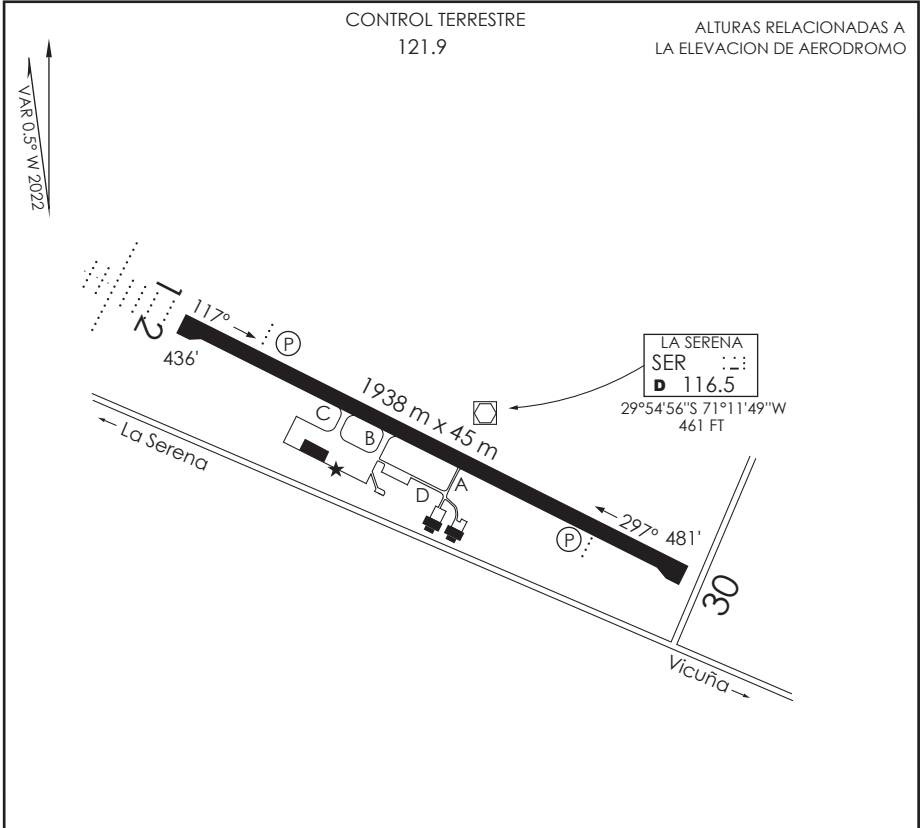 CONTROL TERRESTRE
121.9
ALTURAS RELACIONADAS A
LA ELEVACION DE AERODROMO
VAR 0.5° W 2022
12
117°
P
436'
1938 m x 45 m
LA SERENA
SER
D 116.5
29°54'56"S 71°11'49"W
461 FT
← La Serena
C
B
D
A
P
297°
481'
30
Vicuña →